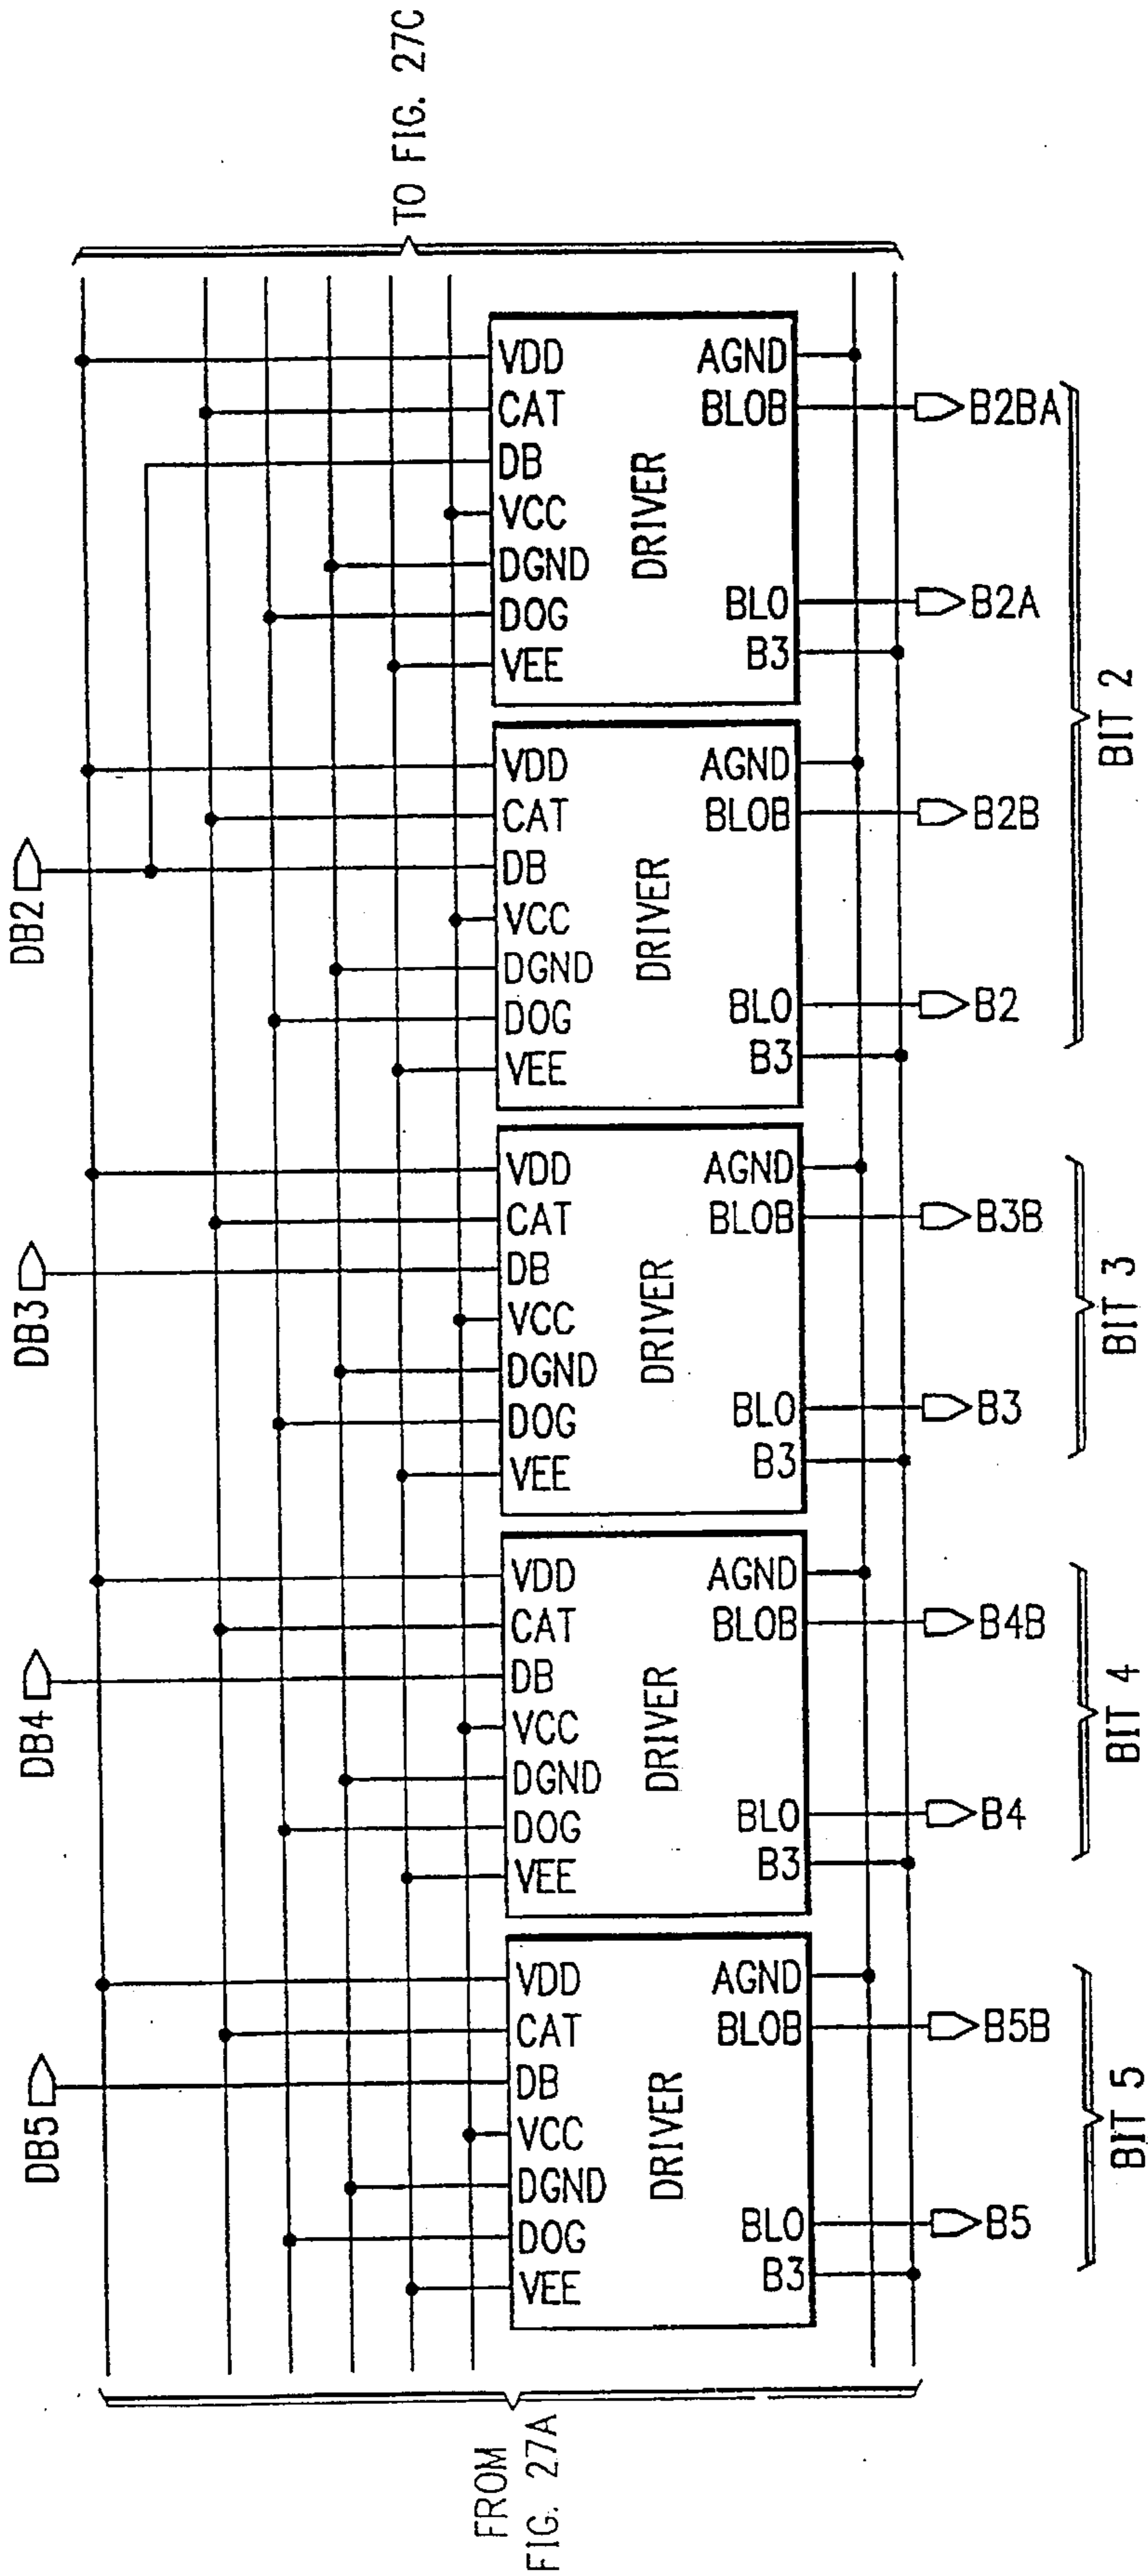 TO FIG. 27C
DB2
VDD
CAT
DB
VCC
DGND
DOG
VEE
DRIVER
AGND
BLOB
BLO
B3
B2BA
B2A
VDD
CAT
DB
VCC
DGND
DOG
VEE
DRIVER
AGND
BLOB
BLO
B3
B2B
B2
BIT 2
DB3
VDD
CAT
DB
VCC
DGND
DOG
VEE
DRIVER
AGND
BLOB
BLO
B3
B3B
B3
BIT 3
DB4
VDD
CAT
DB
VCC
DGND
DOG
VEE
DRIVER
AGND
BLOB
BLO
B3
B4B
B4
BIT 4
DB5
VDD
CAT
DB
VCC
DGND
DOG
VEE
DRIVER
AGND
BLOB
BLO
B3
B5B
B5
BIT 5
FROM
FIG. 27A